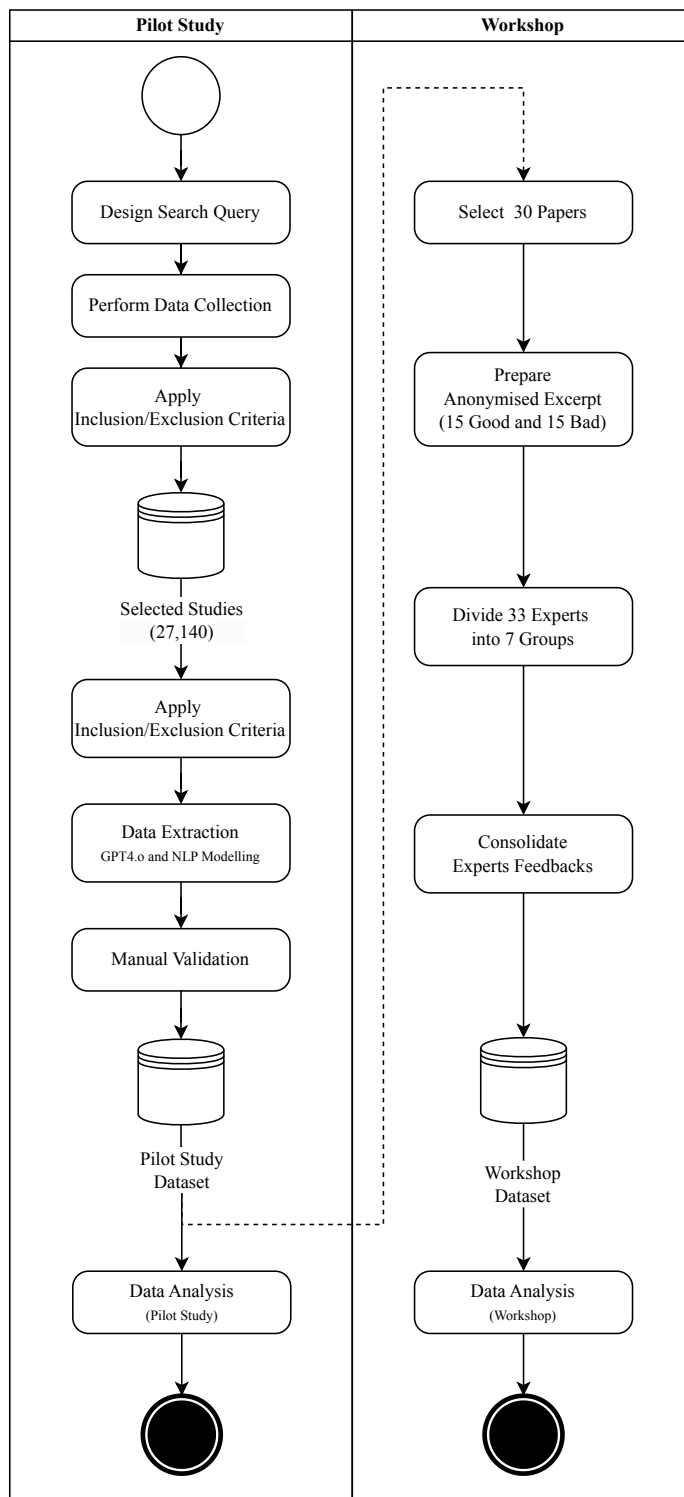 Pilot Study
Design Search Query
Perform Data Collection
Apply
Inclusion/Exclusion Criteria
Selected Studies
(27,140)
Apply
Inclusion/Exclusion Criteria
Data Extraction
GPT4.o and NLP Modelling
Manual Validation
Pilot Study
Dataset
Data Analysis
(Pilot Study)
Workshop
Select 30 Papers
Prepare
Anonymised Excerpt
(15 Good and 15 Bad)
Divide 33 Experts
into 7 Groups
Consolidate
Experts Feedbacks
Workshop
Dataset
Data Analysis
(Workshop)